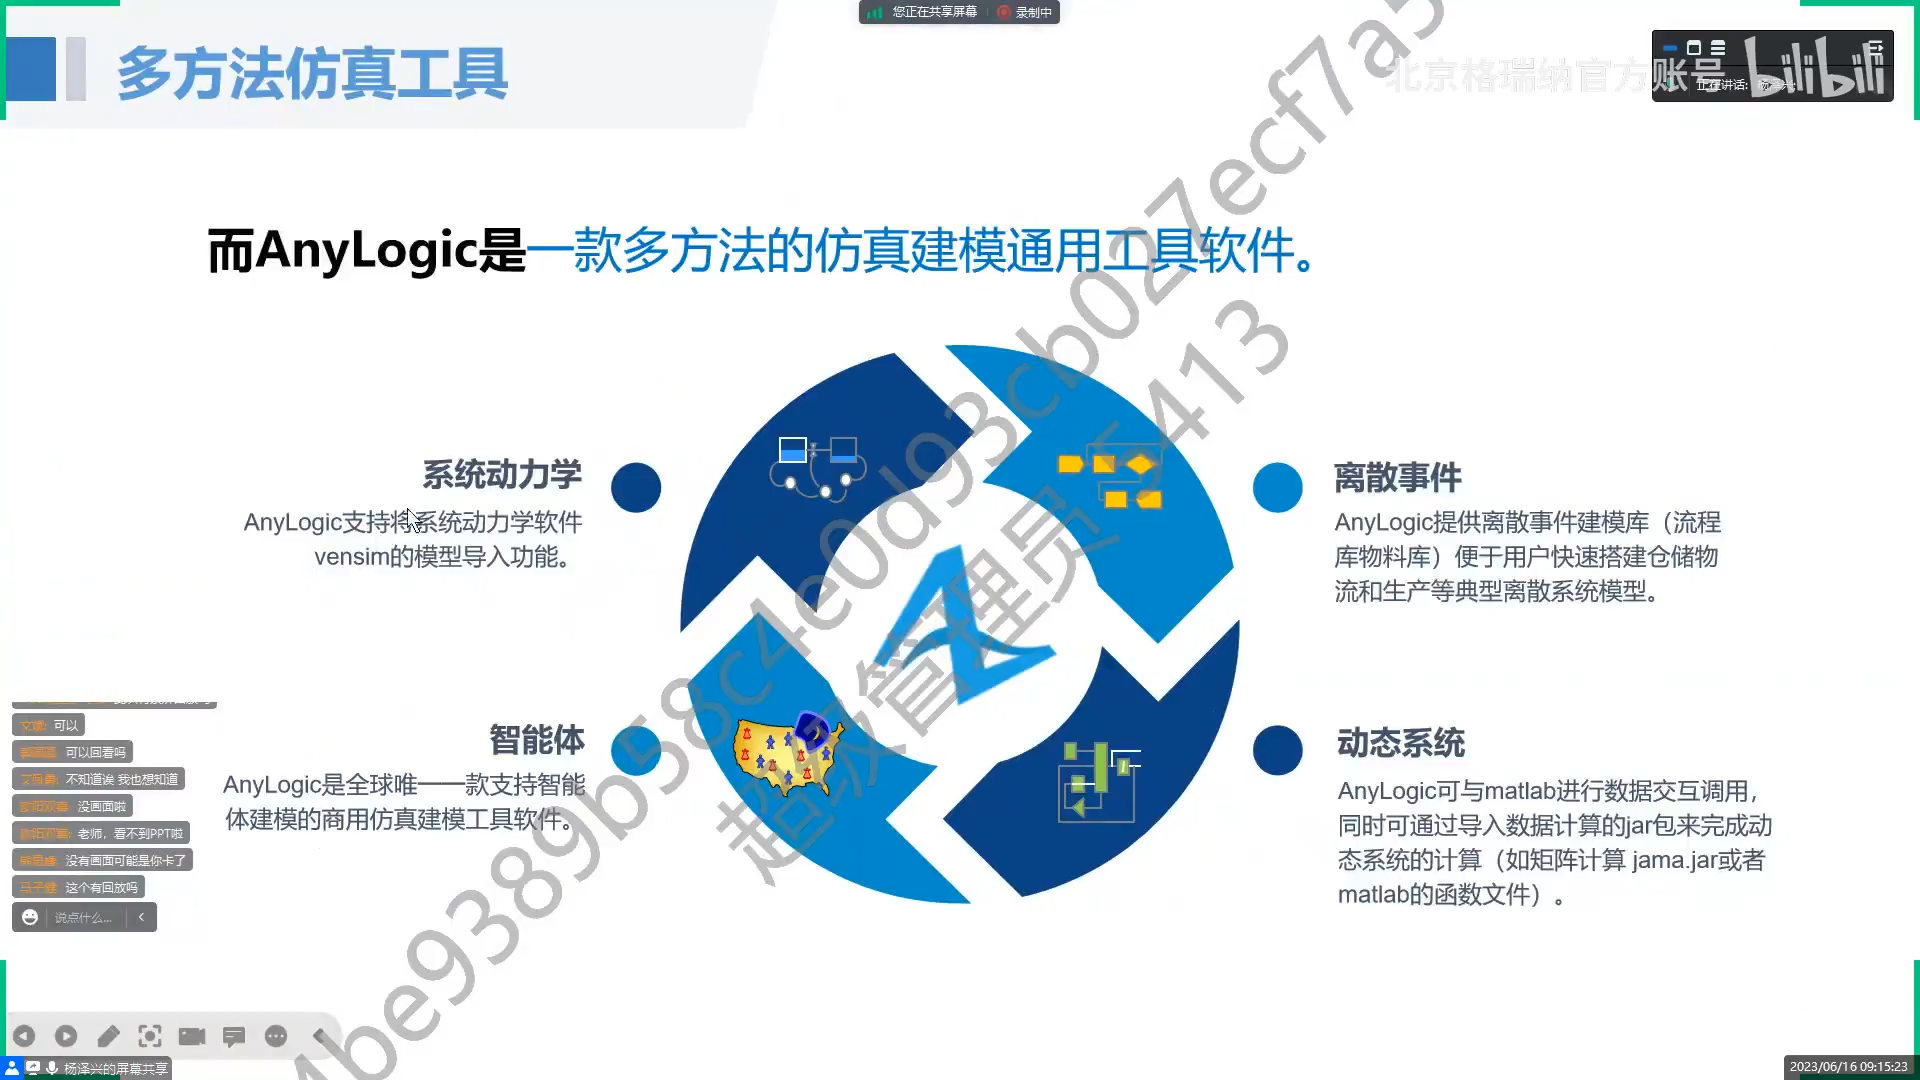 您正在共享屏幕
录制中
多方法仿真工具
北京格瑞纳官方账号
bilibili
正在讲话:
而AnyLogic是一款多方法的仿真建模通用工具软件。
系统动力学
AnyLogic支持将系统动力学软件
vensim的模型导入功能。
离散事件
AnyLogic提供离散事件建模库（流程
库物料库）便于用户快速搭建仓储物
流和生产等典型离散系统模型。
智能体
AnyLogic是全球唯一一款支持智能
体建模的商用仿真建模工具软件。
动态系统
AnyLogic可与matlab进行数据交互调用，
同时可通过导入数据计算的jar包来完成动
态系统的计算（如矩阵计算 jama.jar或者
matlab的函数文件）。
4be9389b58c4e0d93cb027ecf7a5
超级管理员 5413
可以
可以回看吗
不知道诶 我也想知道
没画面啦
老师，看不到PPT啦
没有画面可能是你卡了
这个有回放吗
说点什么...
杨泽兴的屏幕共享
2023/06/16 09:15:23